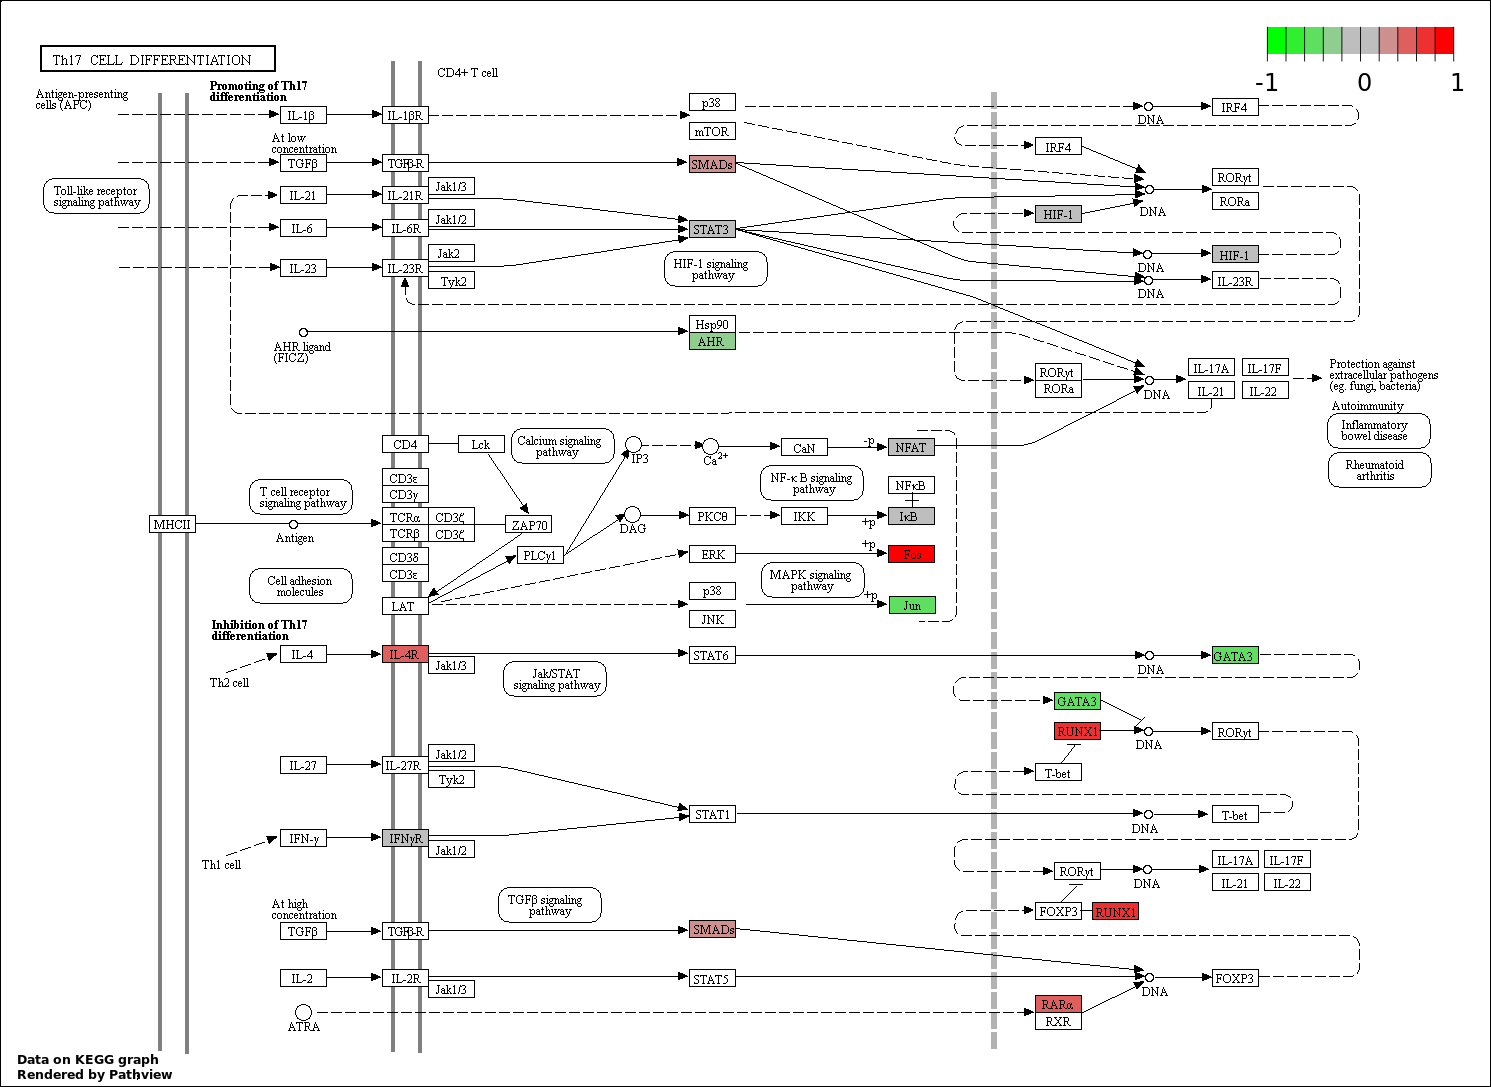 Th17 CELL DIFFERENTIATION
-1
0
1
Antigen-presenting
cells (APC)
Promoting of Th17
differentiation
CD4+ T cell
IL-1β
IL-1βR
p38
mTOR
DNA
IRF4
At low
concentration
TGFβ
TGFβ-R
SMADs
IRF4
RORγt
RORa
DNA
Toll-like receptor
signaling pathway
IL-21
IL-21R
Jak1/3
IL-6
IL-6R
Jak1/2
STAT3
HIF-1
IL-23
IL-23R
Jak2
Tyk2
HIF-1 signaling
pathway
DNA
HIF-1
DNA
IL-23R
AHR ligand
(FICZ)
Hsp90
AHR
RORγt
RORa
DNA
IL-17A
IL-17F
IL-21
IL-22
Protection against
extracellular pathogens
(eg. fungi, bacteria)
Autoimmunity
Inflammatory
bowel disease
Rheumatoid
arthritis
CD4
Lck
Calcium signaling
pathway
IP3
Ca2+
CaN
-p
NFAT
CD3ε
CD3γ
T cell receptor
signaling pathway
NF-κ B signaling
pathway
NFκB
MHCII
Antigen
TCRα
CD3ζ
TCRβ
CD3ζ
ZAP70
DAG
PKCθ
IKK
+p
IκB
CD3δ
CD3ε
PLCγ1
ERK
+p
Fos
Cell adhesion
molecules
LAT
p38
JNK
MAPK signaling
pathway
+p
Jun
Inhibition of Th17
differentiation
Th2 cell
IL-4
IL-4R
Jak1/3
Jak/STAT
signaling pathway
STAT6
DNA
GATA3
GATA3
RUNX1
DNA
RORγt
T-bet
IL-27
IL-27R
Jak1/2
Tyk2
STAT1
DNA
T-bet
Th1 cell
IFN-γ
IFNγR
Jak1/2
RORγt
DNA
IL-17A
IL-17F
IL-21
IL-22
FOXP3
RUNX1
At high
concentration
TGFβ
TGFβ-R
TGFβ signaling
pathway
SMADs
IL-2
IL-2R
Jak1/3
STAT5
DNA
FOXP3
ATRA
RARα
RXR
Data on KEGG graph
Rendered by Pathview